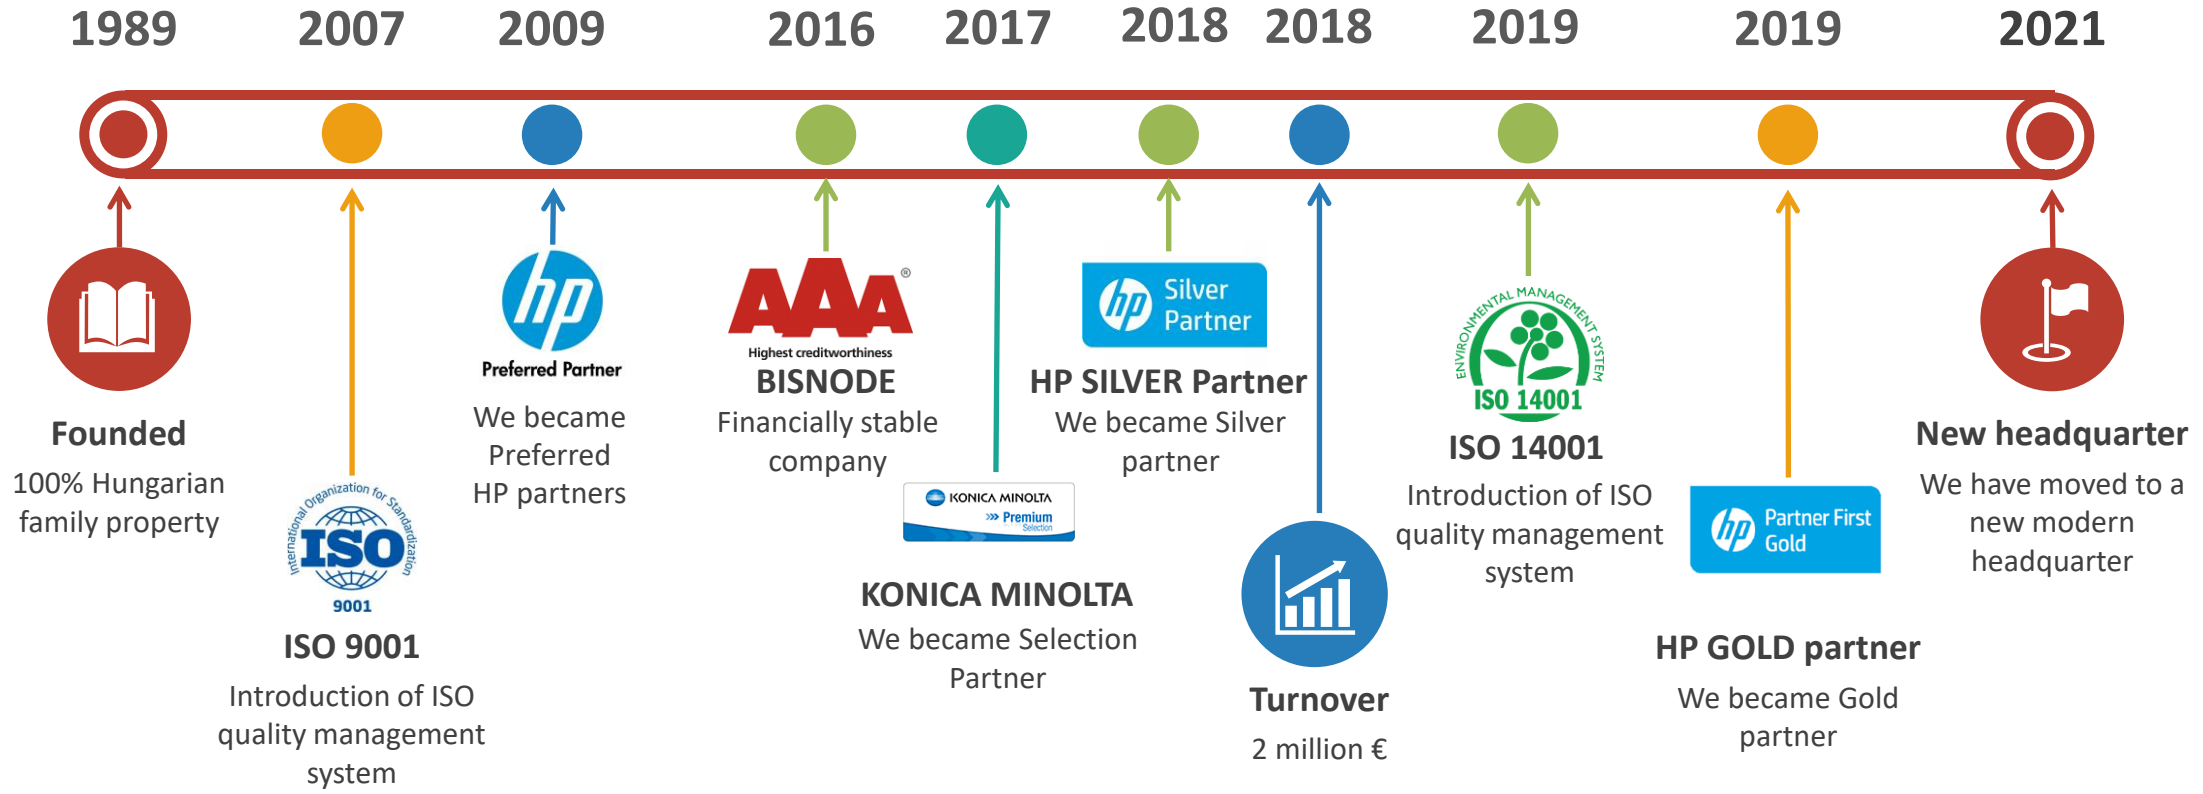 1989
2007
2009
2016
2017
2018
2018
2019
2019
2021
Founded
100% Hungarian
family property
International Organization for Standardization
ISO
9001
ISO 9001
Introduction of ISO
quality management
system
hp
Preferred Partner
We became
Preferred
HP partners
AAA®
Highest creditworthiness
BISNODE
Financially stable
company
KONICA MINOLTA
Premium
Selection
KONICA MINOLTA
We became Selection
Partner
hp
Silver
Partner
HP SILVER Partner
We became Silver
partner
Turnover
2 million €
ENVIRONMENTAL MANAGEMENT SYSTEM
ISO 14001
ISO 14001
Introduction of ISO
quality management
system
hp
Partner First
Gold
HP GOLD partner
We became Gold
partner
New headquarter
We have moved to a
new modern
headquarter